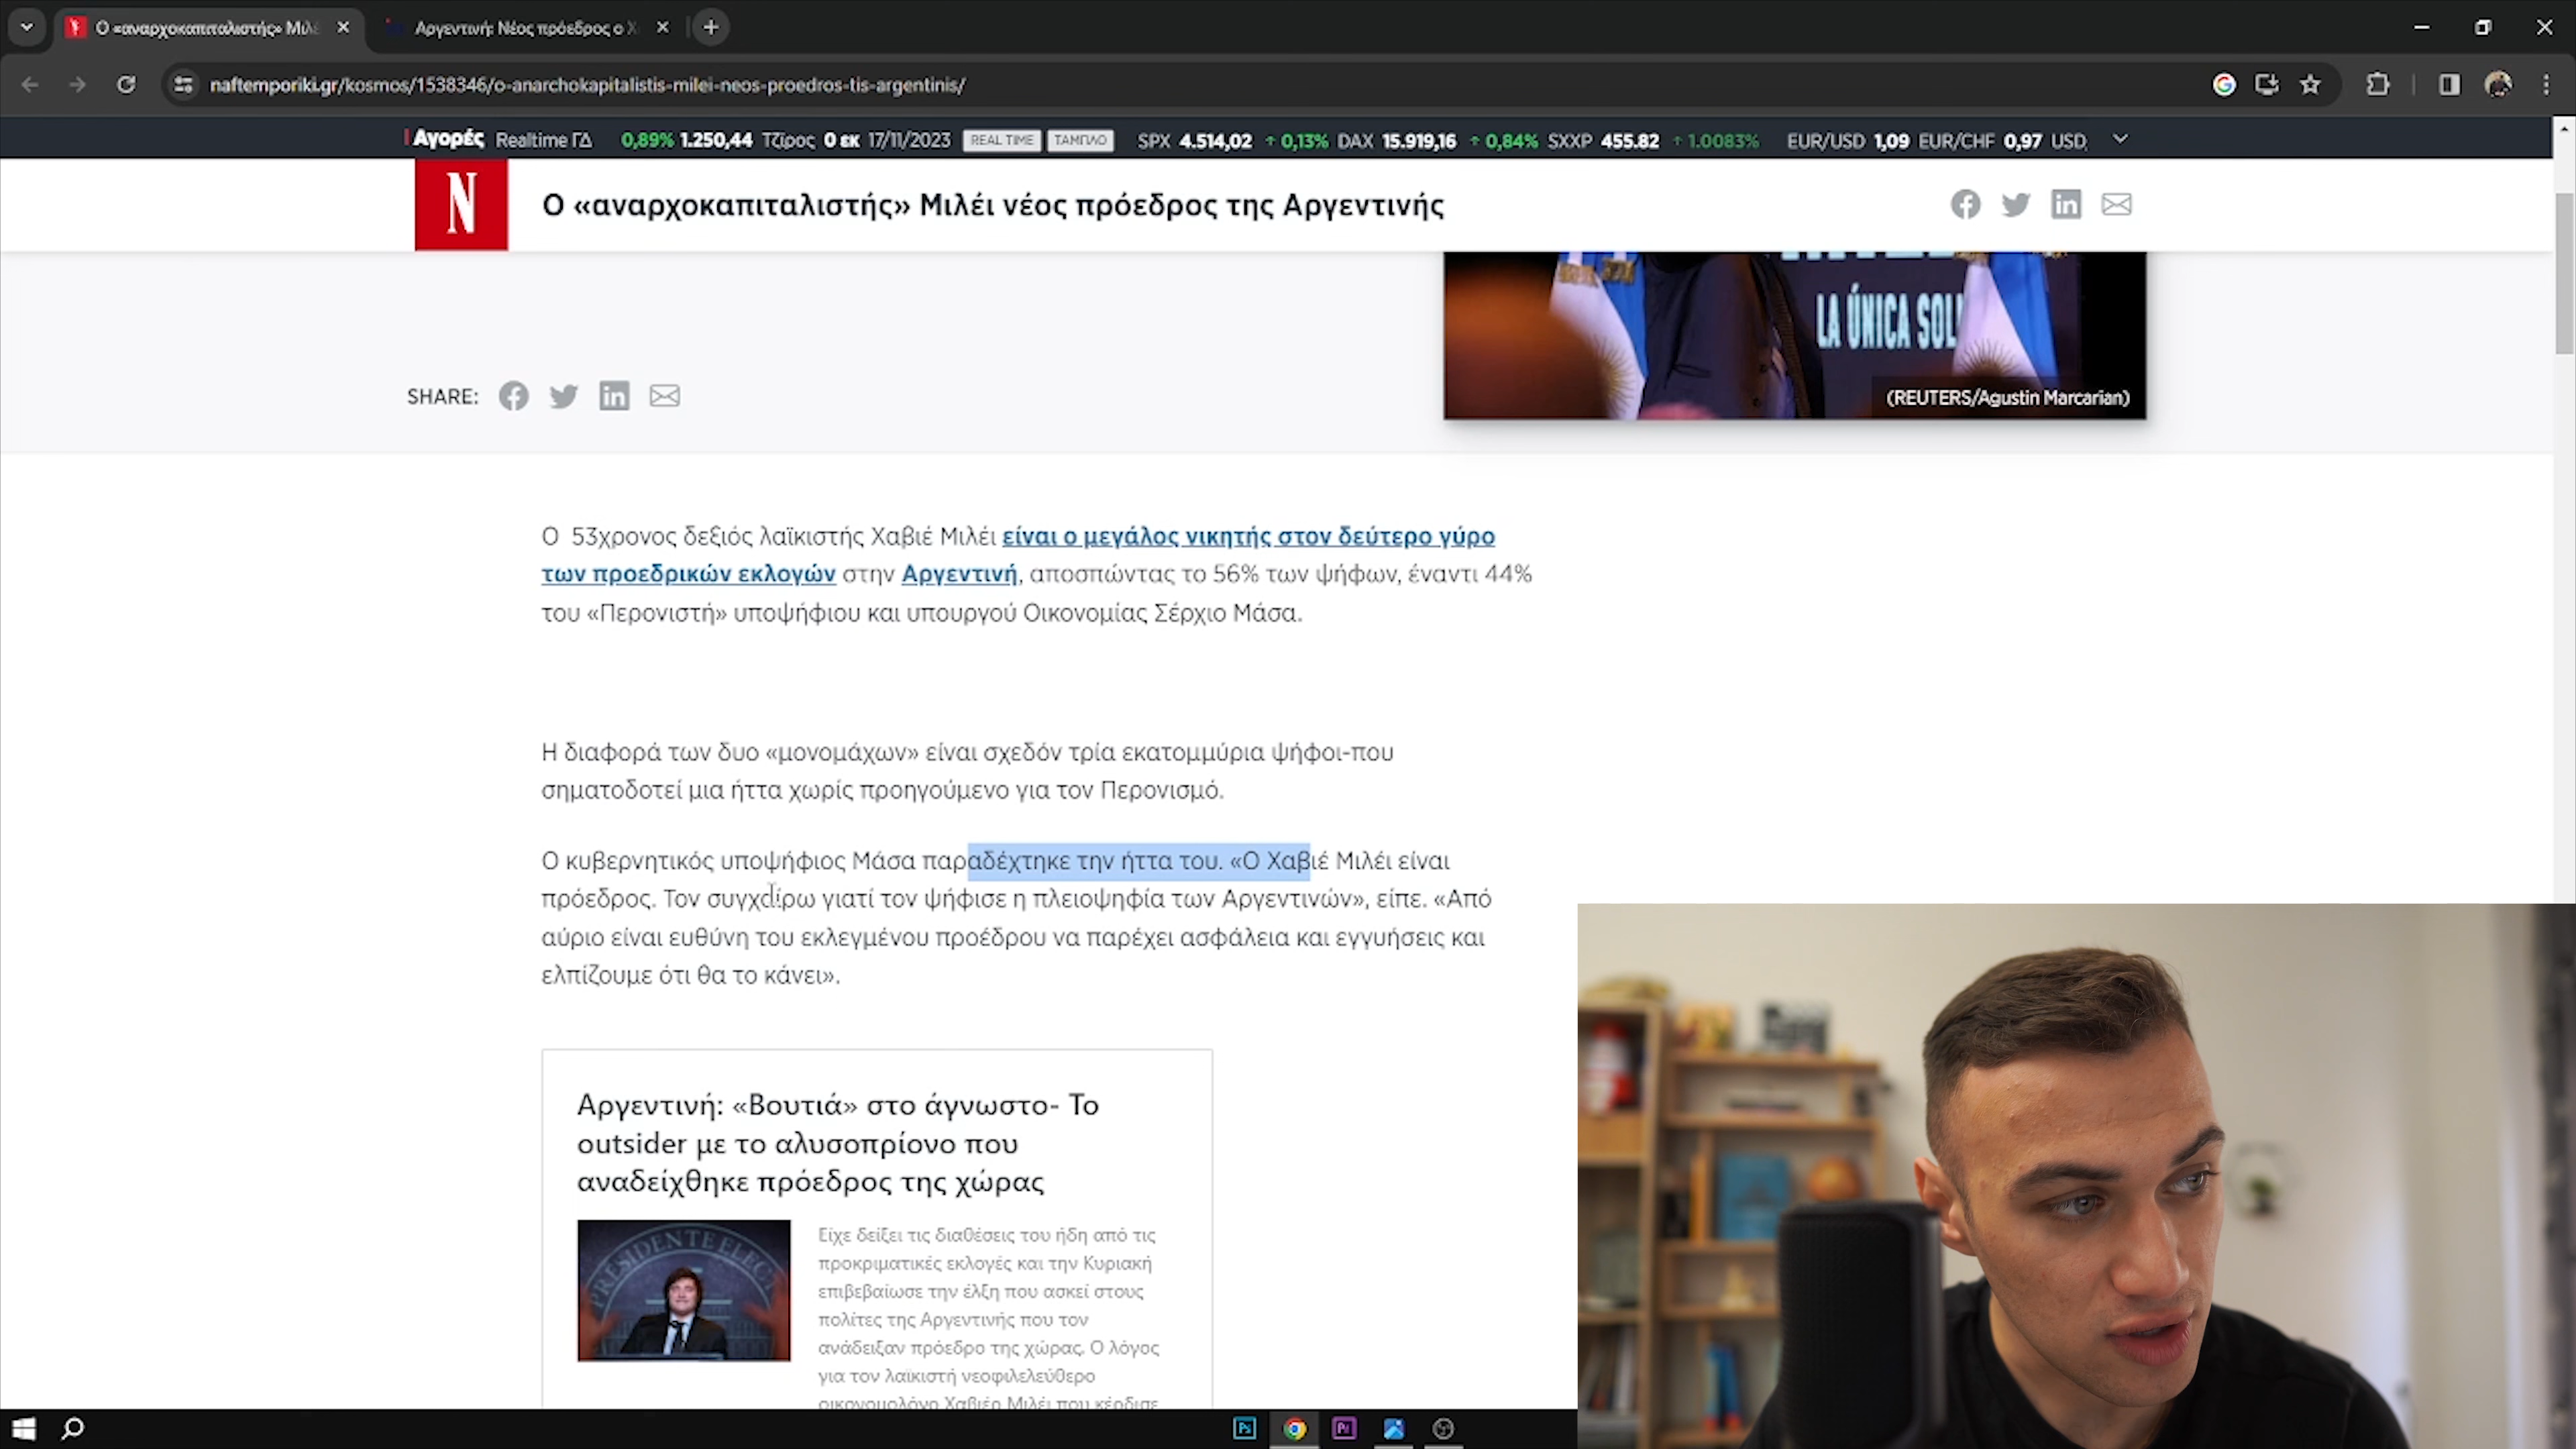 Ο «αναρχοκαπιταλιστής» Μιλέ
Αργεντινή: Νέος πρόεδρος ο Χ
naftemporiki.gr/kosmos/1538346/o-anarchokapitalistis-milei-neos-proedros-tis-argentinis/
Αγορές Realtime ΓΔ 0,89% 1.250,44 Τζίρος 0 εκ 17/11/2023 REAL TIME ΤΑΜΠΛΟ SPX 4.514,02 ↑ 0,13% DAX 15.919,16 ↑ 0,84% SXXP 455.82 ↑ 1.0083% EUR/USD 1,09 EUR/CHF 0,97 USD
N
Ο «αναρχοκαπιταλιστής» Μιλέι νέος πρόεδρος της Αργεντινής
LA ÚNICA SOL
(REUTERS/Agustin Marcarian)
SHARE:
Ο 53χρονος δεξιός λαϊκιστής Χαβιέ Μιλέι είναι ο μεγάλος νικητής στον δεύτερο γύρο
των προεδρικών εκλογών στην Αργεντινή, αποσπώντας το 56% των ψήφων, έναντι 44%
του «Περονιστή» υποψήφιου και υπουργού Οικονομίας Σέρχιο Μάσα.
Η διαφορά των δυο «μονομάχων» είναι σχεδόν τρία εκατομμύρια ψήφοι-που
σηματοδοτεί μια ήττα χωρίς προηγούμενο για τον Περονισμό.
Ο κυβερνητικός υποψήφιος Μάσα παραδέχτηκε την ήττα του. «Ο Χαβιέ Μιλέι είναι
πρόεδρος. Τον συγχαίρω γιατί τον ψήφισε η πλειοψηφία των Αργεντινών», είπε. «Από
αύριο είναι ευθύνη του εκλεγμένου προέδρου να παρέχει ασφάλεια και εγγυήσεις και
ελπίζουμε ότι θα το κάνει».
Αργεντινή: «Βουτιά» στο άγνωστο- Το
outsider με το αλυσοπρίονο που
αναδείχθηκε πρόεδρος της χώρας
PRESIDENTE ELEC
Είχε δείξει τις διαθέσεις του ήδη από τις
προκριματικές εκλογές και την Κυριακή
επιβεβαίωσε την έλξη που ασκεί στους
πολίτες της Αργεντινής που τον
ανάδειξαν πρόεδρο της χώρας. Ο λόγος
για τον λαϊκιστή νεοφιλελεύθερο
οικονομολόγο Χαβιέρ Μιλέι που κέρδισε
Ps
Pr